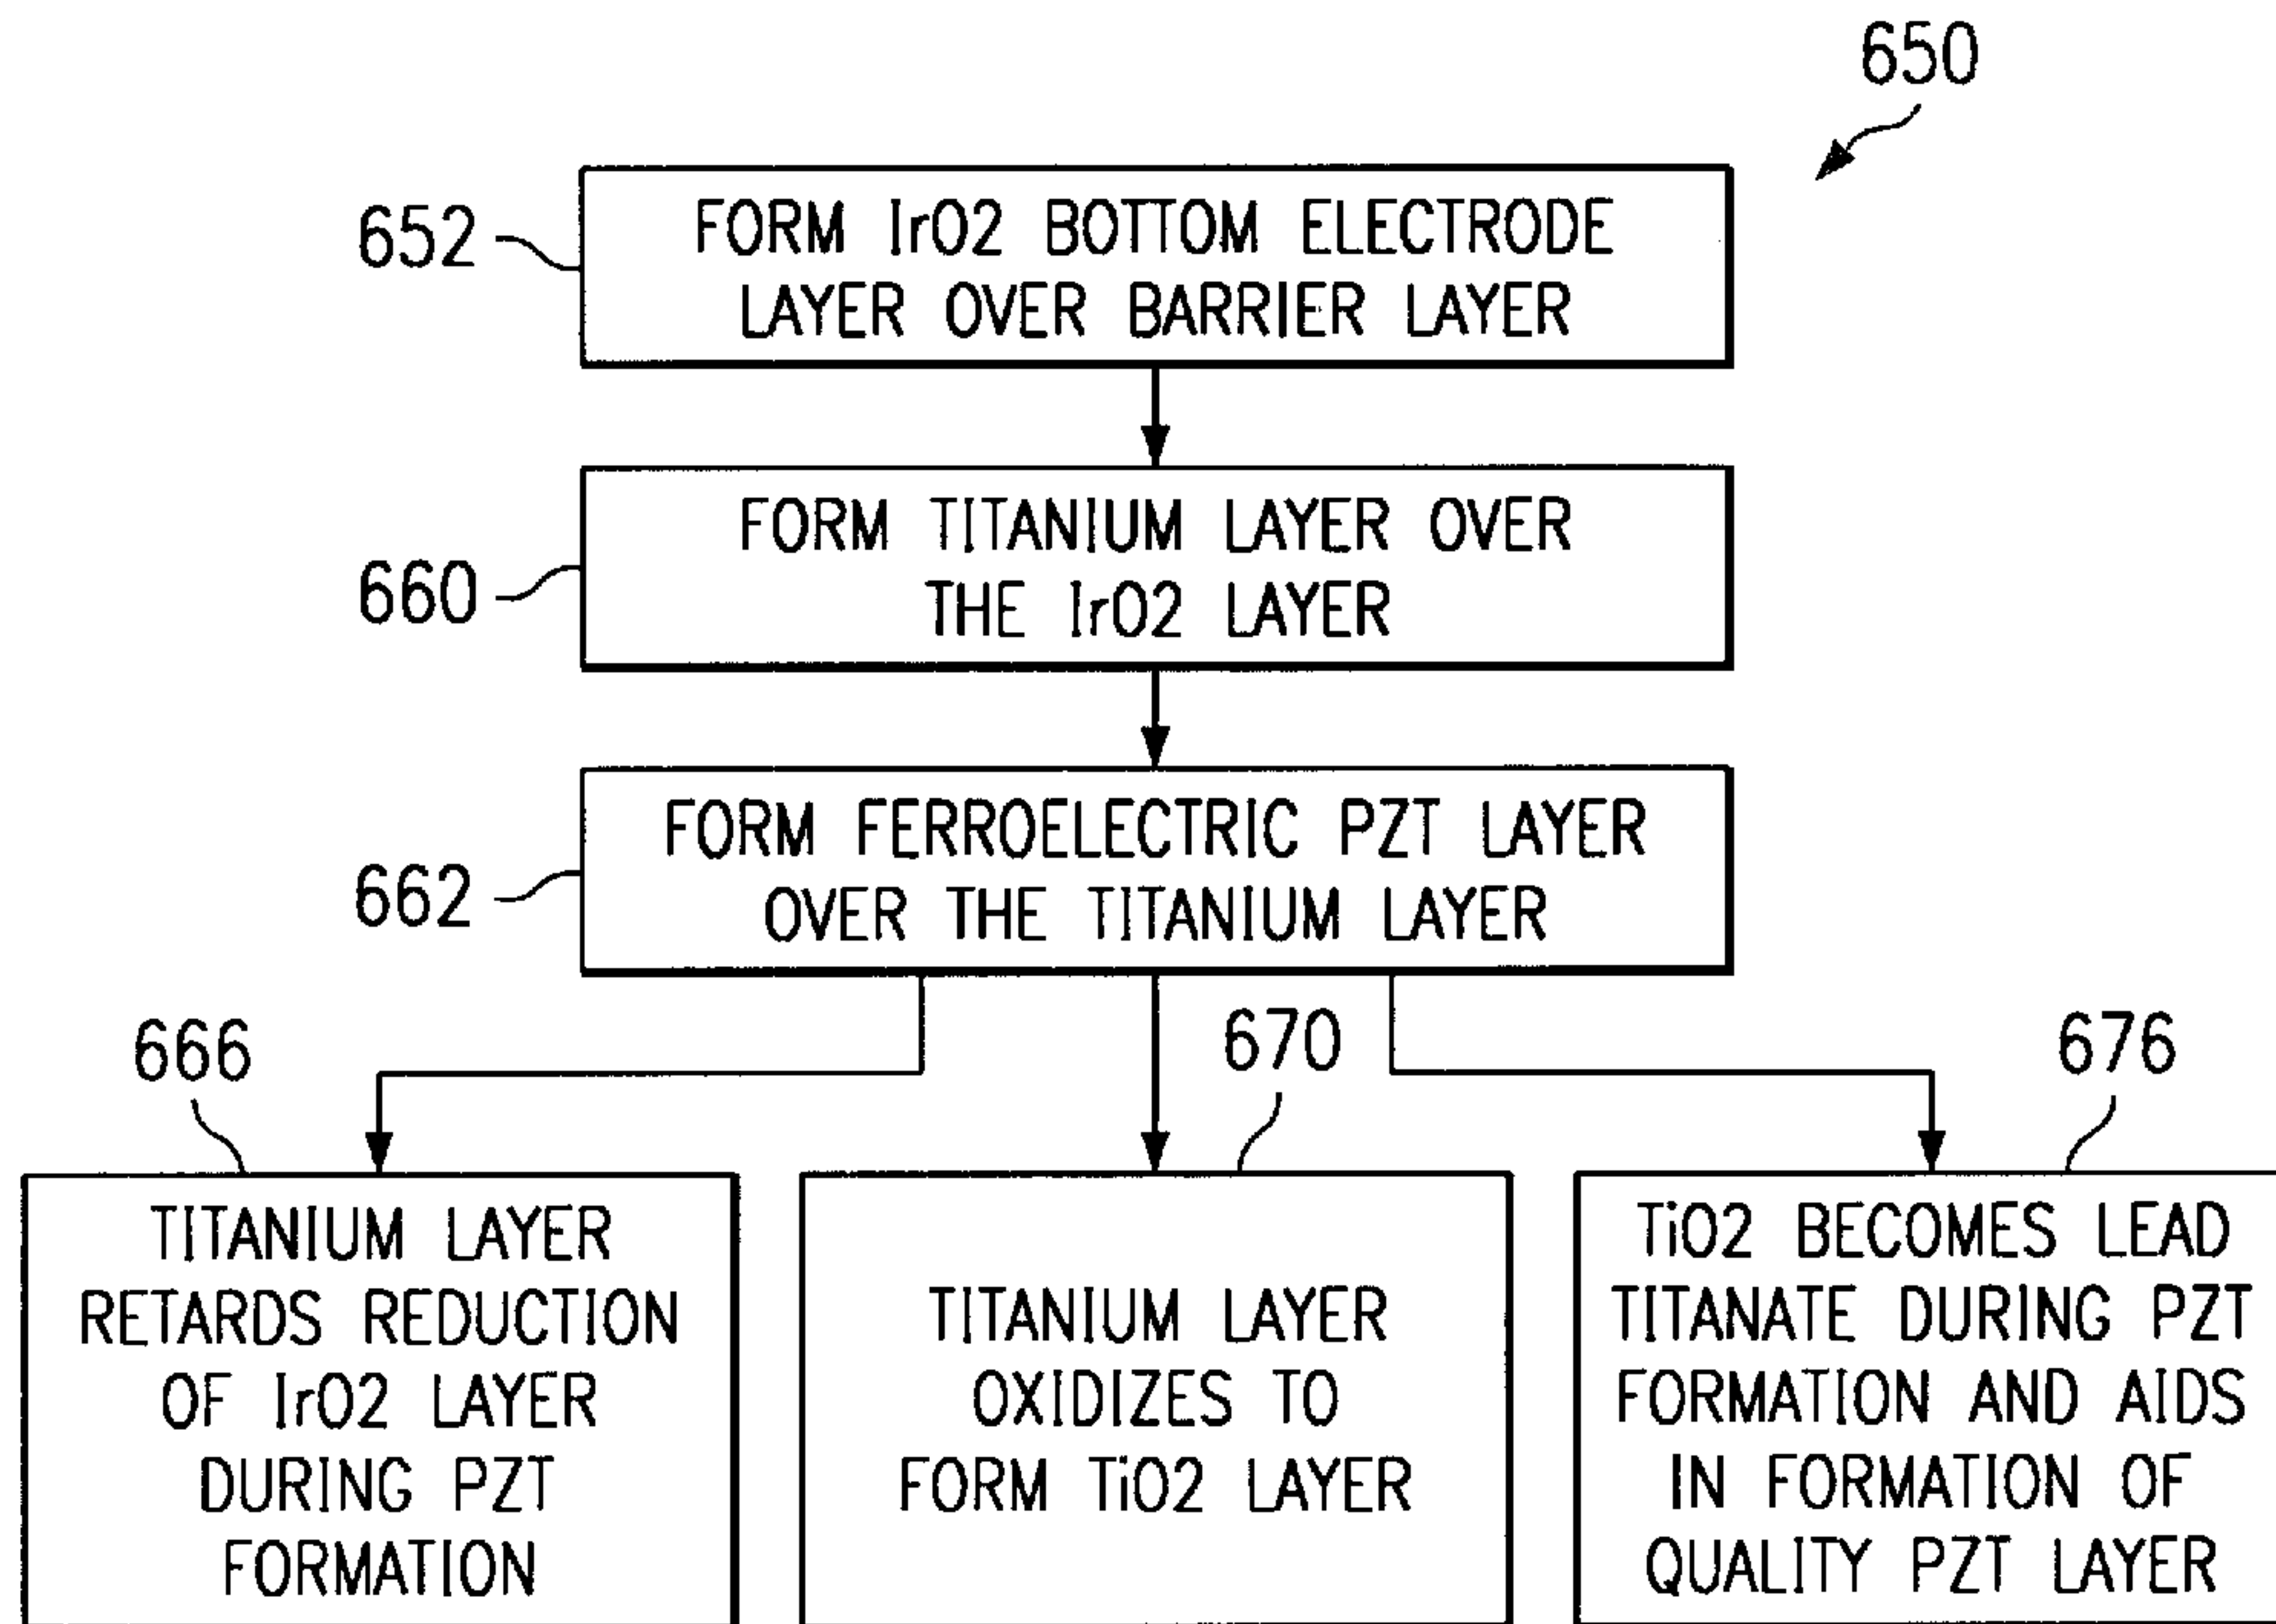 650
652
FORM IrO2 BOTTOM ELECTRODE
LAYER OVER BARRIER LAYER
660
FORM TITANIUM LAYER OVER
THE IrO2 LAYER
662
FORM FERROELECTRIC PZT LAYER
OVER THE TITANIUM LAYER
666
TITANIUM LAYER
RETARDS REDUCTION
OF IrO2 LAYER
DURING PZT
FORMATION
670
TITANIUM LAYER
OXIDIZES TO
FORM TiO2 LAYER
676
TiO2 BECOMES LEAD
TITANATE DURING PZT
FORMATION AND AIDS
IN FORMATION OF
QUALITY PZT LAYER